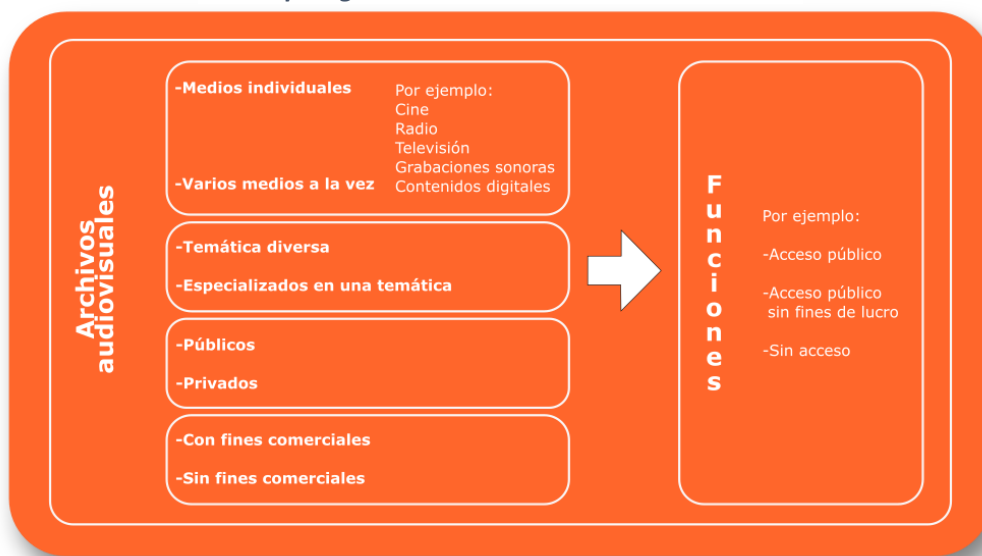 Archivos
audiovisuales
-Medios individuales
Por ejemplo:
Cine
Radio
Televisión
Grabaciones sonoras
-Varios medios a la vez
Contenidos digitales
-Temática diversa
-Especializados en una temática
-Públicos
-Privados
-Con fines comerciales
-Sin fines comerciales
Funciones
Por ejemplo:
-Acceso público
-Acceso público
sin fines de lucro
-Sin acceso